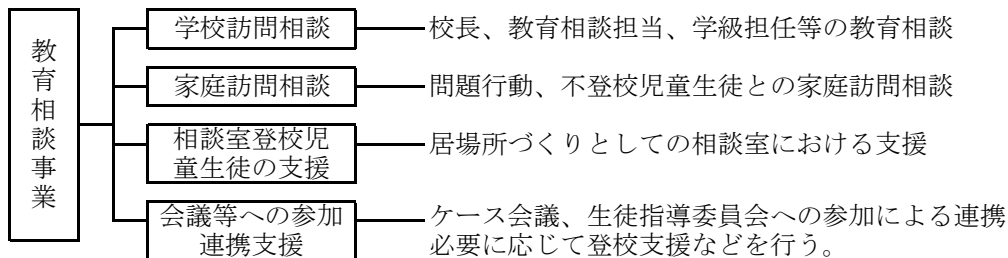 教育相談事業
学校訪問相談
校長、教育相談担当、学級担任等の教育相談
家庭訪問相談
問題行動、不登校児童生徒との家庭訪問相談
相談室登校児
童生徒の支援
居場所づくりとしての相談室における支援
会議等への参加
連携支援
ケース会議、生徒指導委員会への参加による連携
必要に応じて登校支援などを行う。